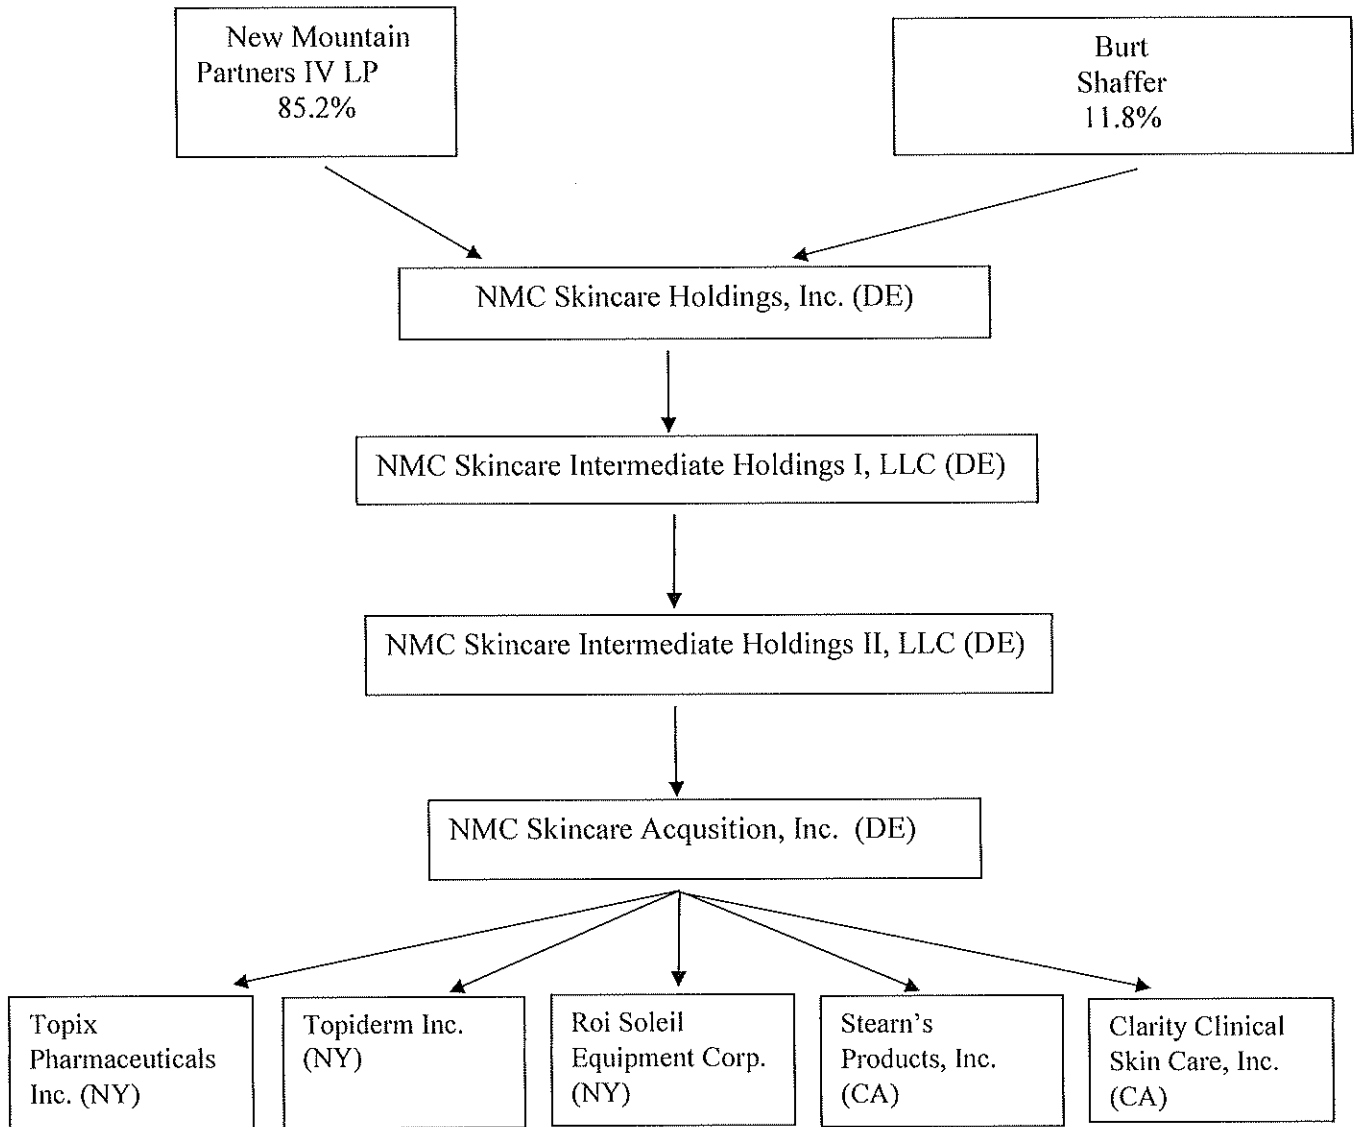 New Mountain
Partners IV LP
85.2%
Burt
Shaffer
11.8%
NMC Skincare Holdings, Inc. (DE)
NMC Skincare Intermediate Holdings I, LLC (DE)
NMC Skincare Intermediate Holdings II, LLC (DE)
NMC Skincare Acqusition, Inc. (DE)
Topix
Pharmaceuticals
Inc. (NY)
Topiderm Inc.
(NY)
Roi Soleil
Equipment Corp.
(NY)
Stearn's
Products, Inc.
(CA)
Clarity Clinical
Skin Care, Inc.
(CA)